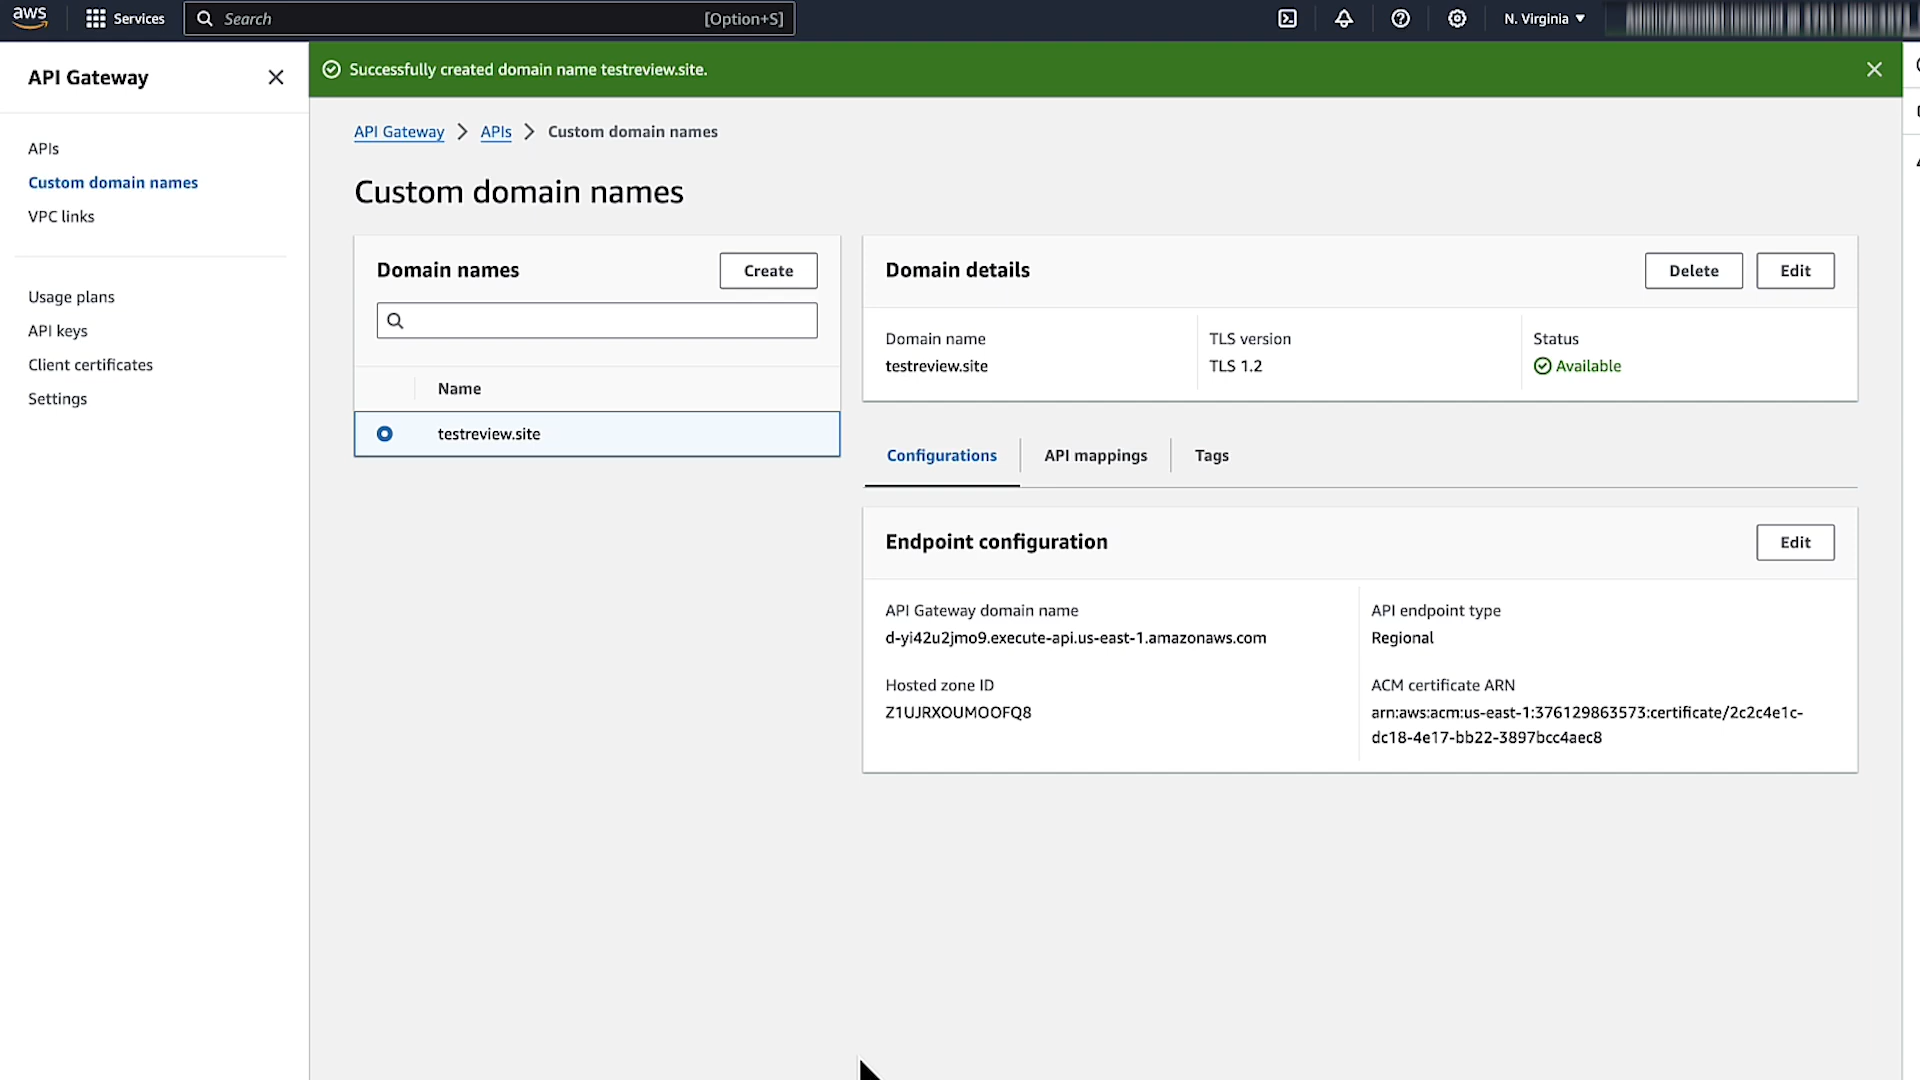 aws
Services
Search
[Option+S]
N. Virginia
API Gateway
APIs
Custom domain names
VPC links
Usage plans
API keys
Client certificates
Settings
Successfully created domain name testreview.site.
API Gateway
APIs
Custom domain names
Custom domain names
Domain names
Create
Name
testreview.site
Domain details
Delete
Edit
Domain name
testreview.site
TLS version
TLS 1.2
Status
Available
Configurations
API mappings
Tags
Endpoint configuration
Edit
API Gateway domain name
d-yi42u2jmo9.execute-api.us-east-1.amazonaws.com
Hosted zone ID
Z1UJRXOUMOOFQ8
API endpoint type
Regional
ACM certificate ARN
arn:aws:acm:us-east-1:376129863573:certificate/2c2c4e1c-
dc18-4e17-bb22-3897bcc4aec8